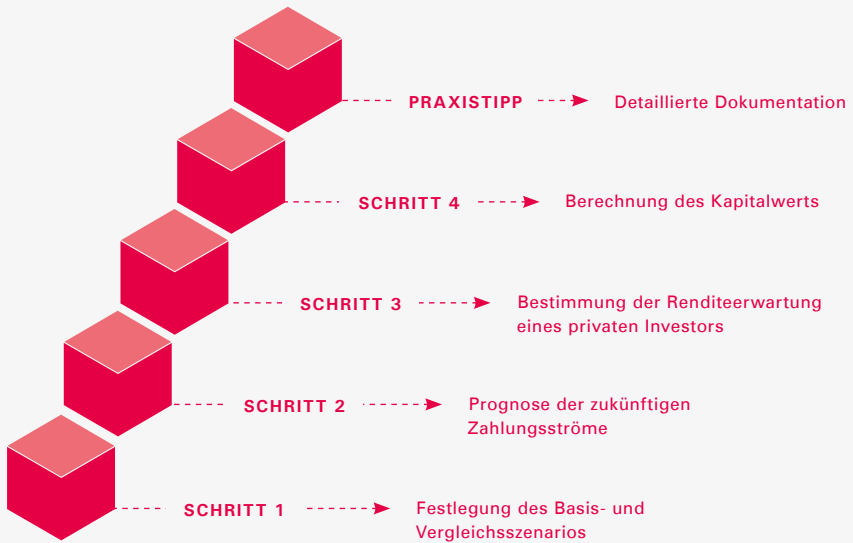 PRAXISTIPP
Detaillierte Dokumentation
SCHRITT 4
Berechnung des Kapitalwerts
SCHRITT 3
Bestimmung der Renditeerwartung
eines privaten Investors
SCHRITT 2
Prognose der zukünftigen
Zahlungsströme
SCHRITT 1
Festlegung des Basis- und
Vergleichsszenarios